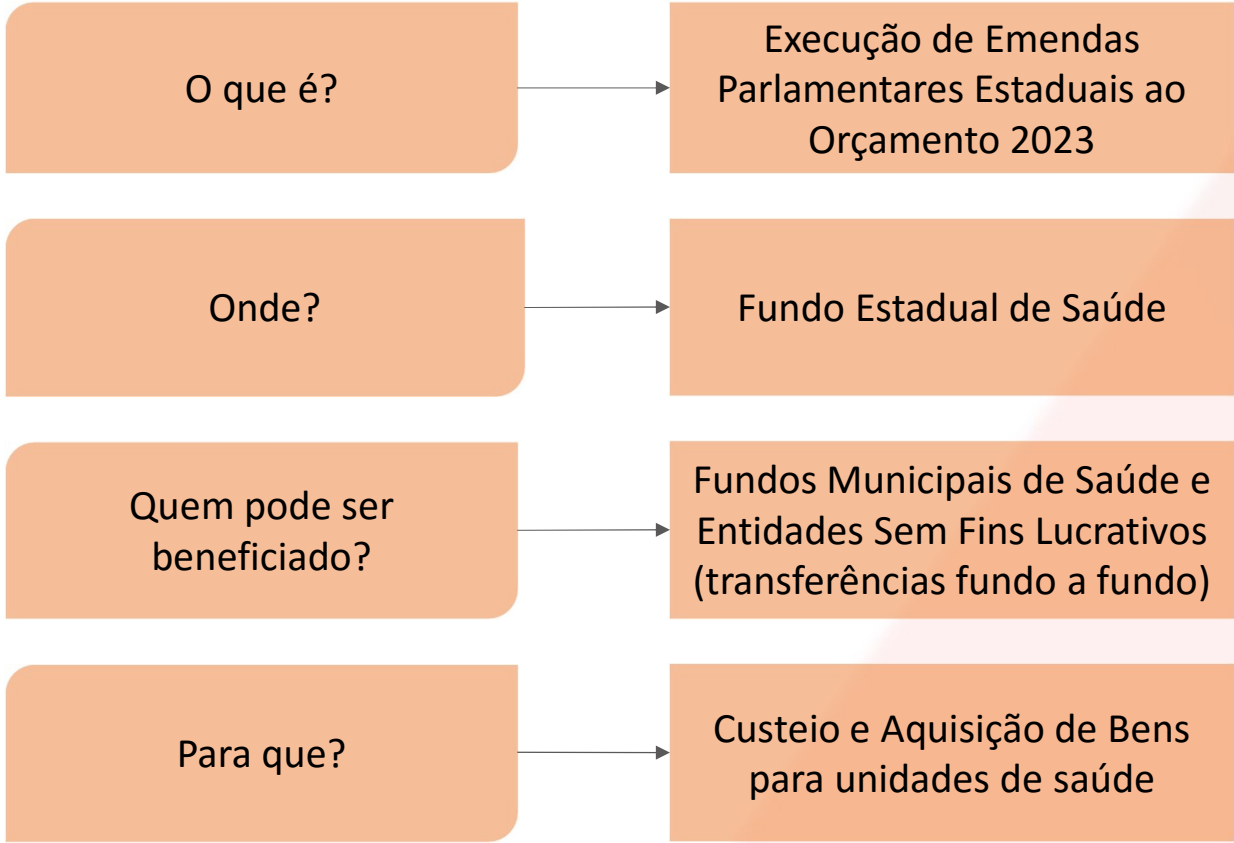 O que é?
Execução de Emendas
Parlamentares Estaduais ao
Orçamento 2023
Onde?
Fundo Estadual de Saúde
Quem pode ser
beneficiado?
Fundos Municipais de Saúde e
Entidades Sem Fins Lucrativos
(transferências fundo a fundo)
Para que?
Custeio e Aquisição de Bens
para unidades de saúde